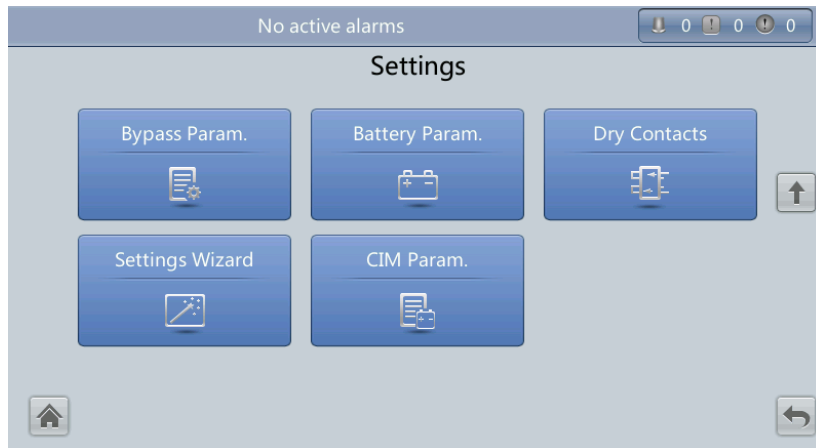 No active alarms
0 0 0
Settings
Bypass Param. Battery Param. Dry Contacts
Settings Wizard CIM Param.